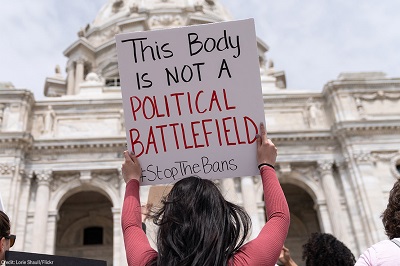 This Body
IS NOT A
POLITICAL
BATTLEFIELD
#STOPTHEBANS
Credit: Lorie Shaull/Flickr